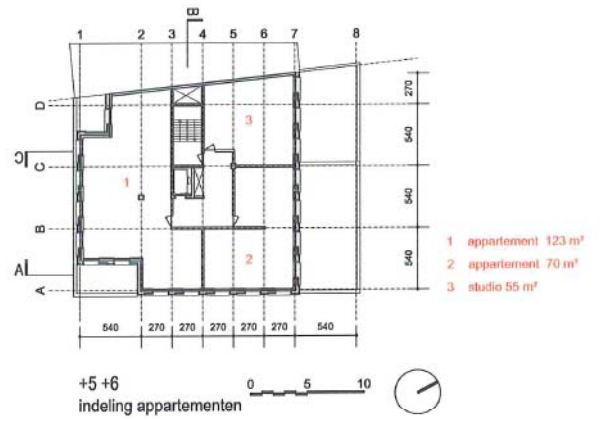 B
1 2 3 4 5 6 7 8
D
270
3
540
C
C
1
540
B
1 appartement 123 m²
A
2
540
2 appartement 70 m²
A
3 studio 55 m²
540 270 270 270 270 270 540
+5 +6
0 5 10
indeling appartementen